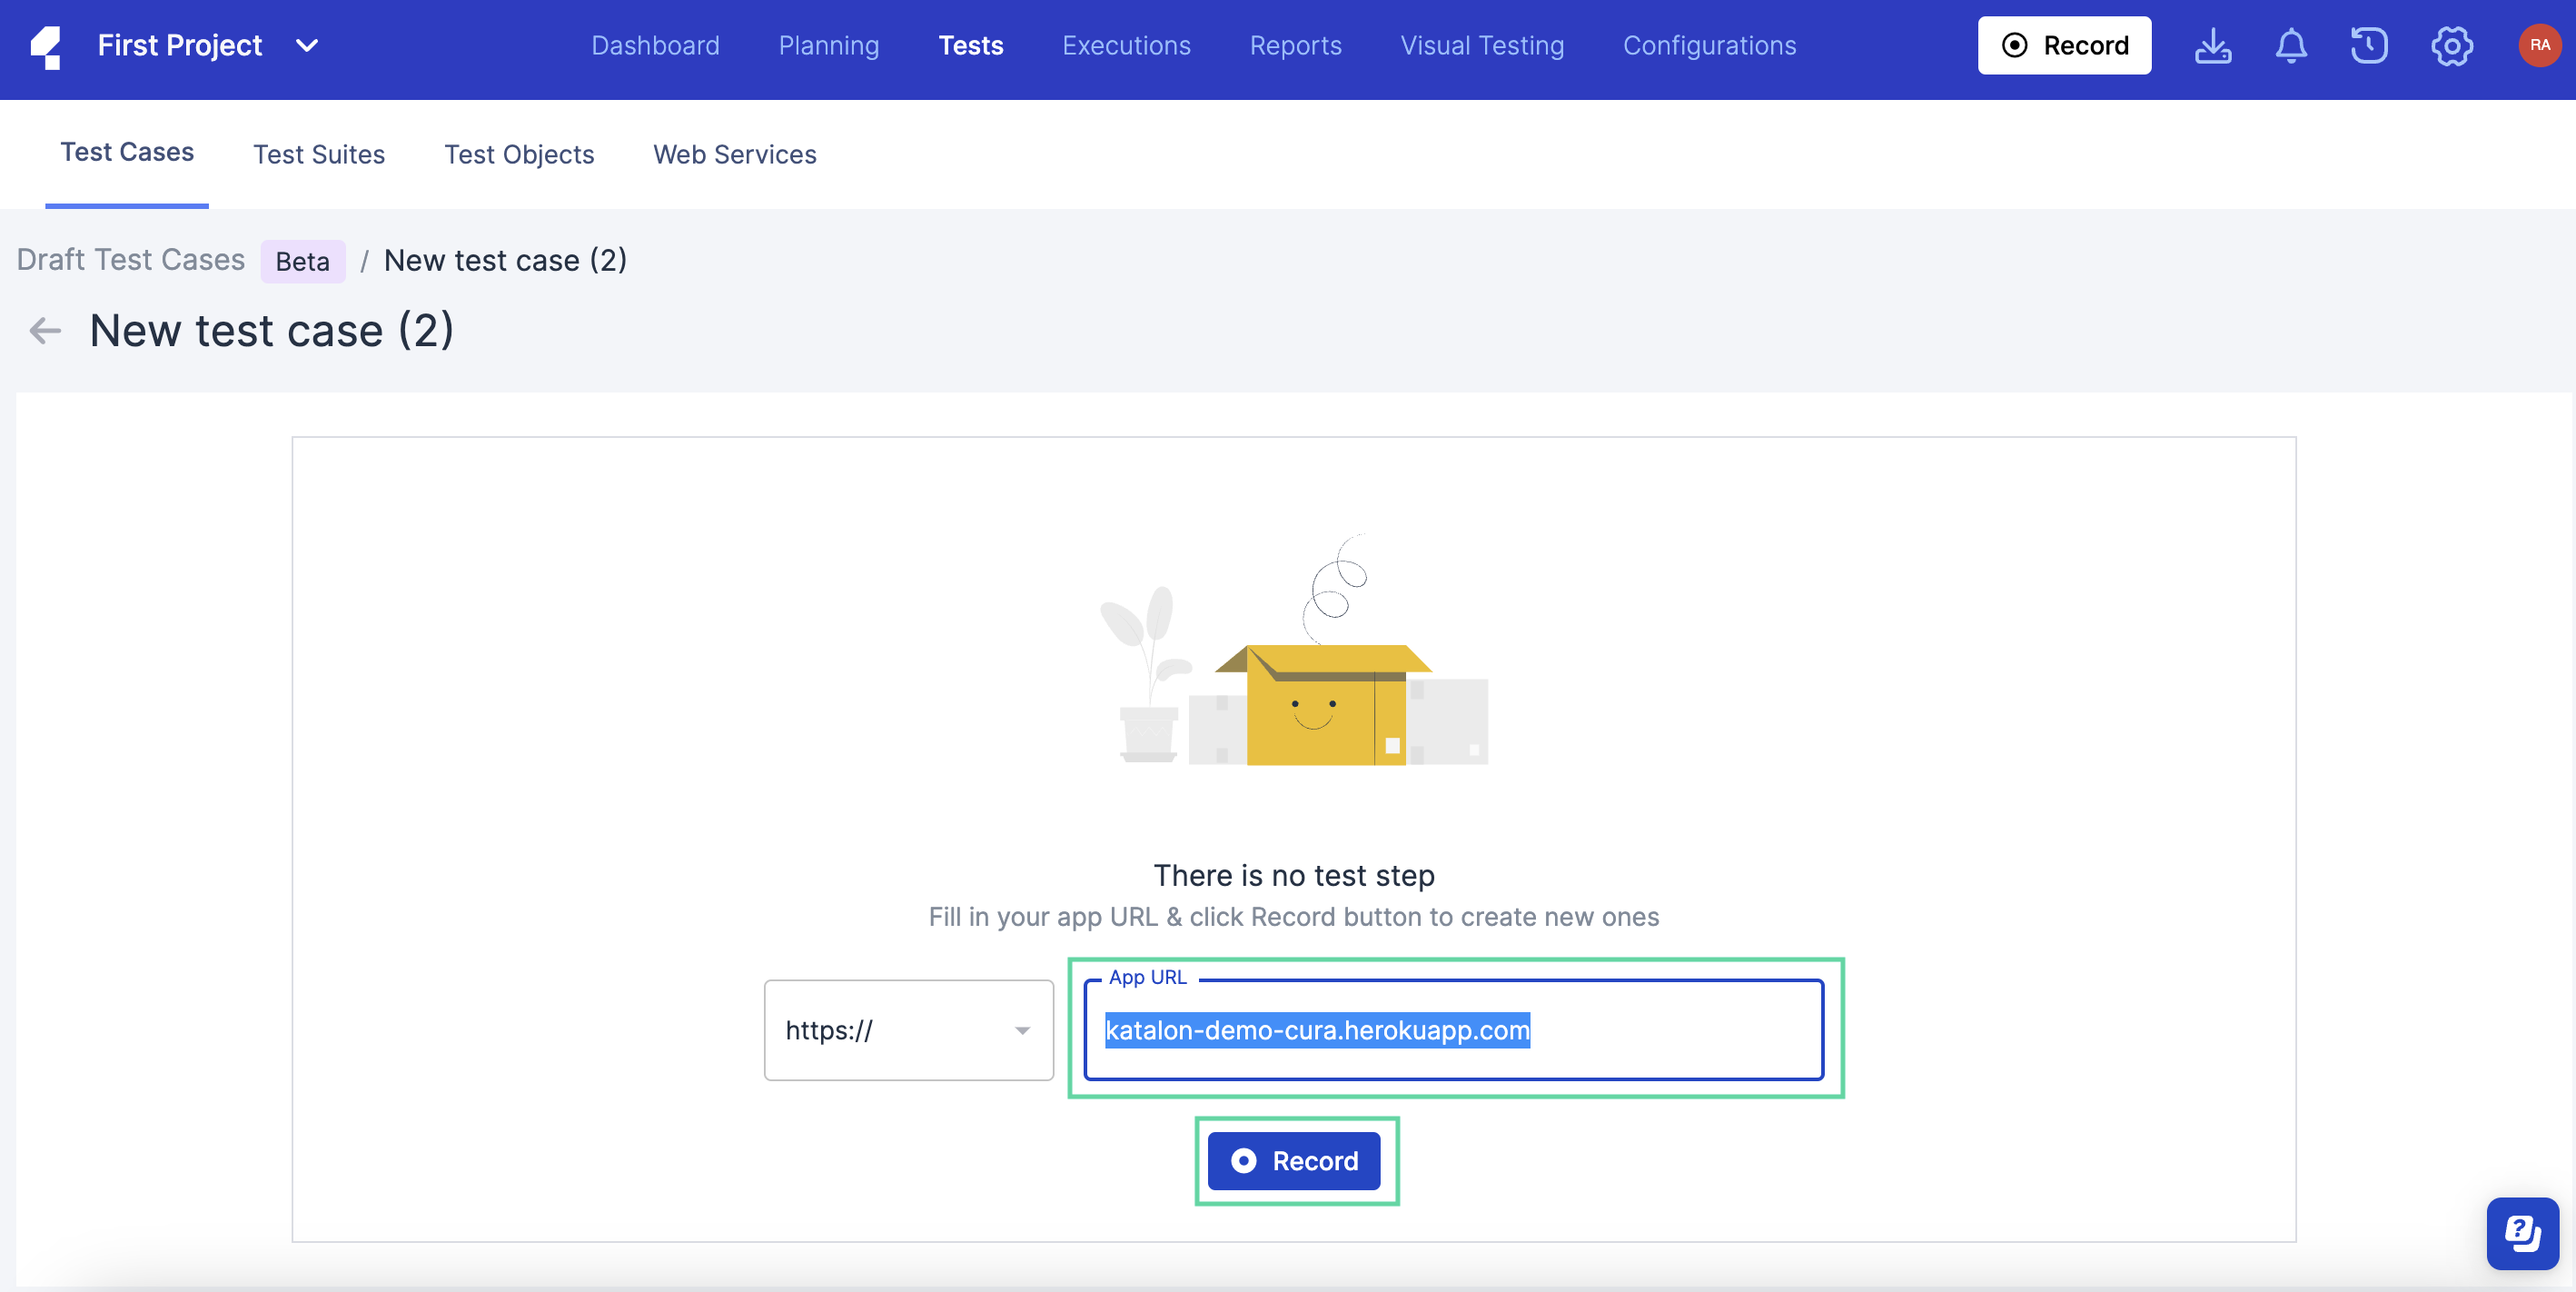 First Project
Dashboard Planning Tests Executions Reports Visual Testing Configurations
Record
RA
Test Cases Test Suites Test Objects Web Services
Draft Test Cases Beta / New test case (2)
New test case (2)
There is no test step
Fill in your app URL & click Record button to create new ones
App URL
https:// katalon-demo-cura.herokuapp.com
Record
?